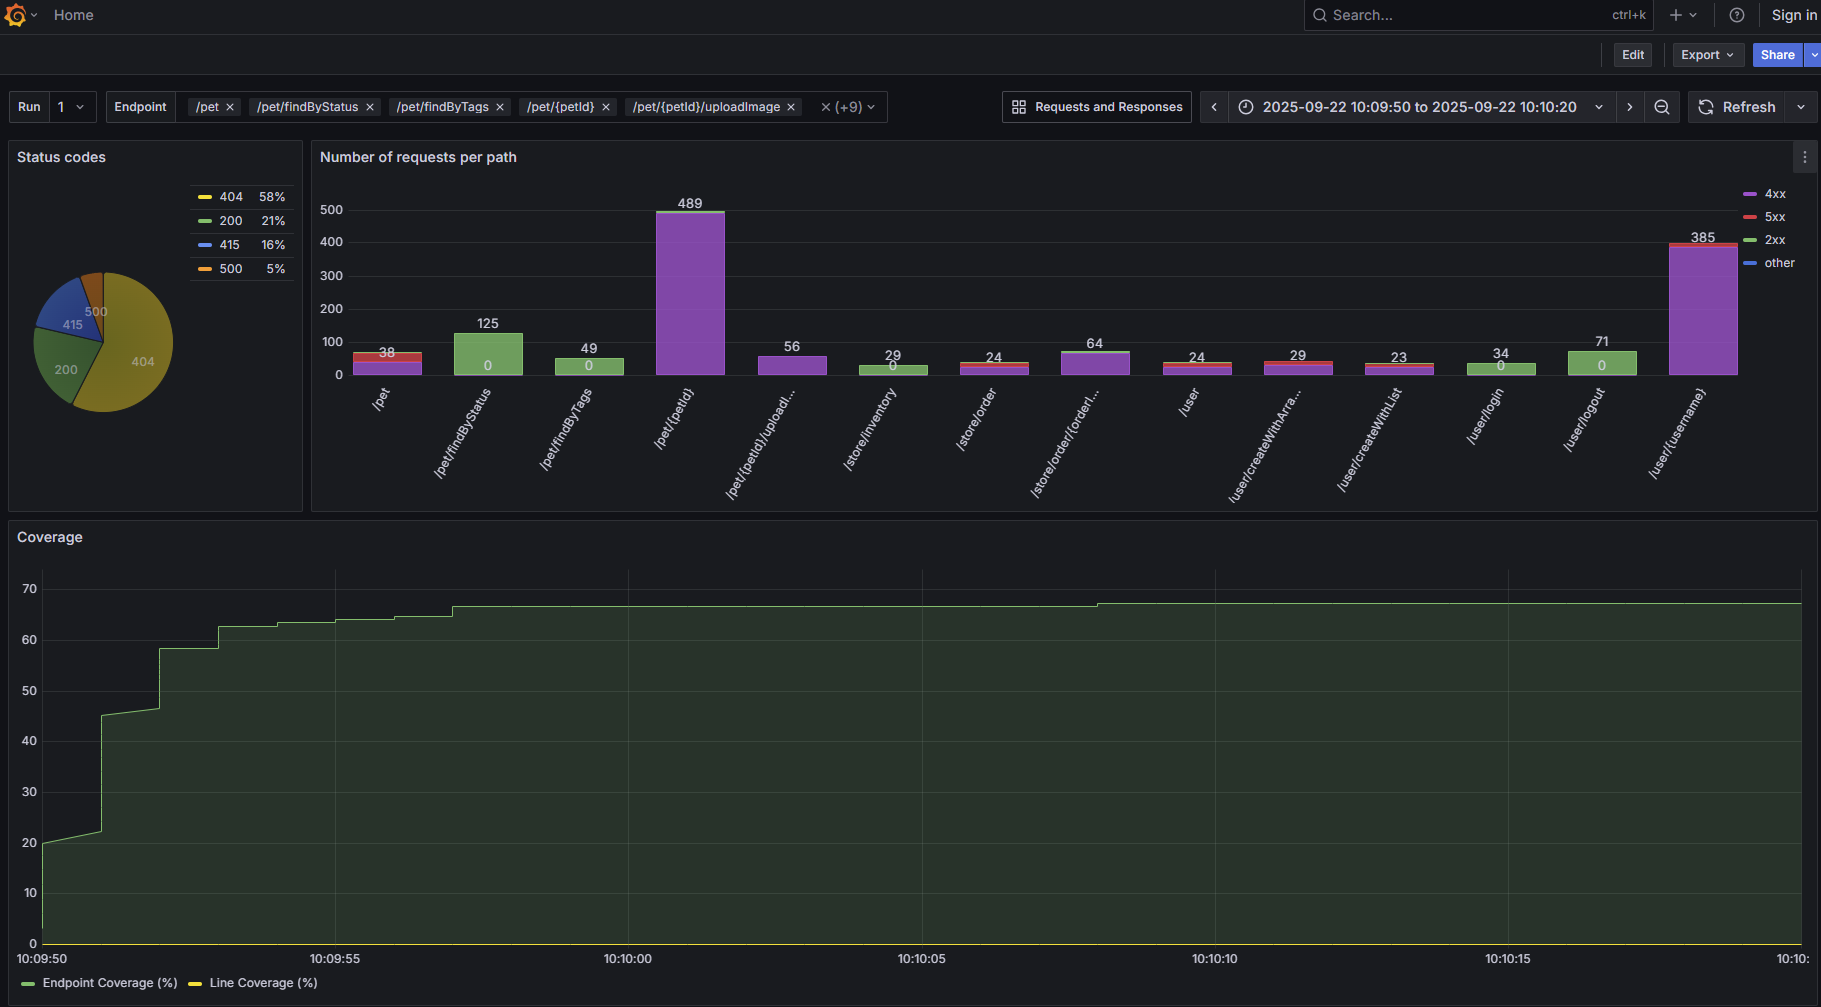 Home
Search...
ctrl+k
Sign in
Edit
Export
Share
Run
1
Endpoint
/pet
/pet/findByStatus
/pet/findByTags
/pet/{petId}
/pet/{petId}/uploadImage
(+9)
Requests and Responses
2025-09-22 10:09:50 to 2025-09-22 10:10:20
Refresh
Status codes
404 58%
200 21%
415 16%
500 5%
500
415
404
200
Number of requests per path
4xx
5xx
2xx
other
500
400
300
200
100
0
38
125
0
49
0
489
56
29
0
24
64
24
29
23
34
0
71
0
385
/pet
/pet/findByStatus
/pet/findByTags
/pet/{petId}
/pet/{petId}/uploadI...
/store/inventory
/store/order
/store/order/{orderI...
/user
/user/createWithArra...
/user/createWithList
/user/login
/user/logout
/user/{username}
Coverage
70
60
50
40
30
20
10
0
10:09:50
10:09:55
10:10:00
10:10:05
10:10:10
10:10:15
10:10:
Endpoint Coverage (%)
Line Coverage (%)